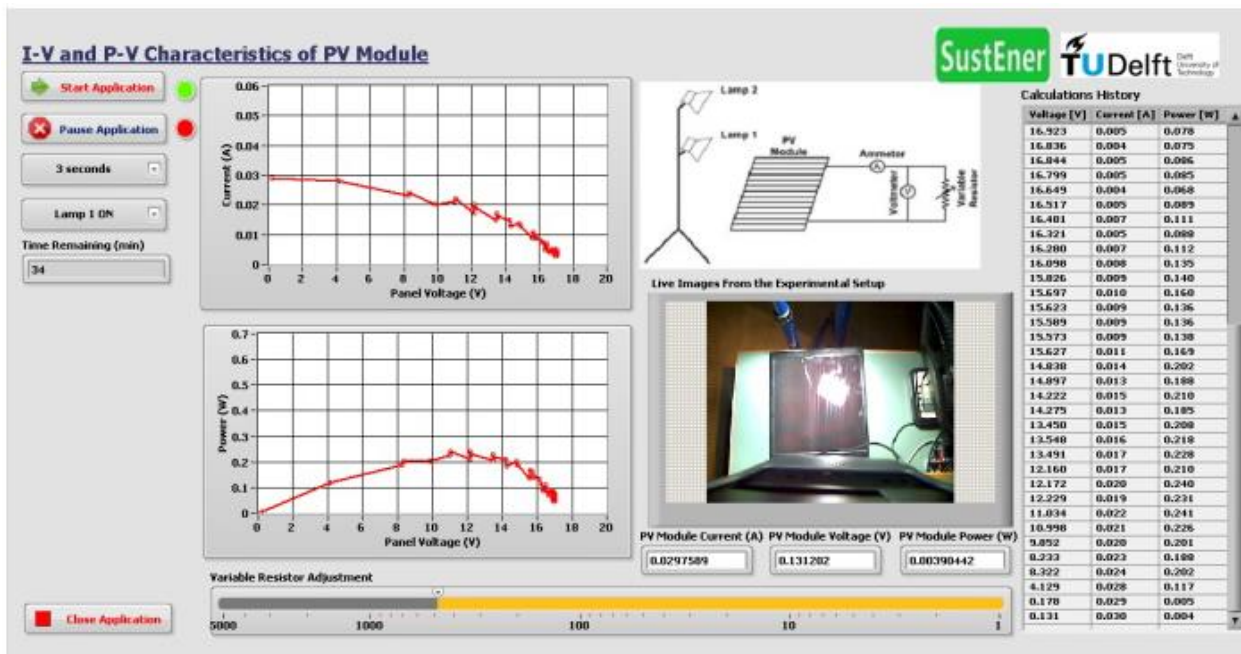 I-V and P-V Characteristics of PV Module
SustEner
TU Delft
Delft
University of
Technology
Start Application
Pause Application
3 seconds
Lamp 1 ON
Time Remaining (min)
34
Current (A)
0.06
0.05
0.04
0.03
0.02
0.01
0
0 2 4 6 8 10 12 14 16 18 20
Panel Voltage (V)
Power (W)
0.7
0.6
0.5
0.4
0.3
0.2
0.1
0
0 2 4 6 8 10 12 14 16 18 20
Panel Voltage (V)
Lamp 2
Lamp 1
PV
Module
Ammetor
Voltmeter
Variable
Resistor
A
V
Live Images From the Experimental Setup
PV Module Current (A) PV Module Voltage (V) PV Module Power (W)
0.0297589 0.131202 0.00390442
Variable Resistor Adjustment
5000 1000 100 10 1
Close Application
Calculations History
Voltage [V] Current [A] Power [W]
16.923 0.005 0.078
16.836 0.004 0.075
16.844 0.005 0.086
16.799 0.005 0.085
16.649 0.004 0.068
16.517 0.005 0.089
16.401 0.007 0.111
16.321 0.005 0.088
16.280 0.007 0.112
16.098 0.008 0.135
15.826 0.009 0.140
15.697 0.010 0.160
15.623 0.009 0.136
15.589 0.009 0.136
15.573 0.009 0.138
15.627 0.011 0.169
14.838 0.014 0.202
14.897 0.013 0.188
14.222 0.015 0.210
14.275 0.013 0.185
13.450 0.015 0.208
13.548 0.016 0.218
13.491 0.017 0.228
12.160 0.017 0.210
12.172 0.020 0.240
12.229 0.019 0.231
11.034 0.022 0.241
10.998 0.021 0.226
9.852 0.020 0.201
8.233 0.023 0.188
8.322 0.024 0.202
4.129 0.028 0.117
0.178 0.029 0.005
0.131 0.030 0.004